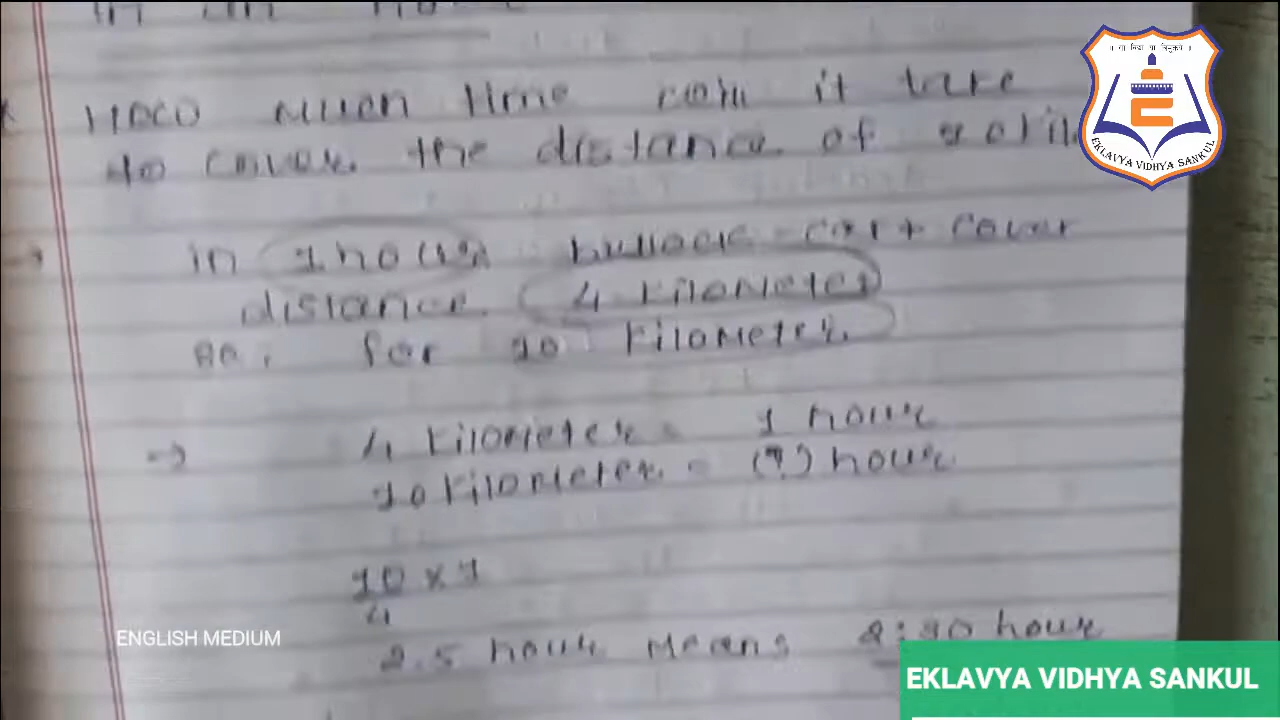 How much time will it take
to cover the distance of 10 kilo
in 1 hour bullock-cart cover
distance 4 kilometer
so, for 10 kilometer.
→ 4 kilometer = 1 hour
10 kilometer = (?) hour
10 x 1
4
2.5 hour means 2:30 hour
ENGLISH MEDIUM
EKLAVYA VIDHYA SANKUL
EKLAVYA VIDHYA SANKUL